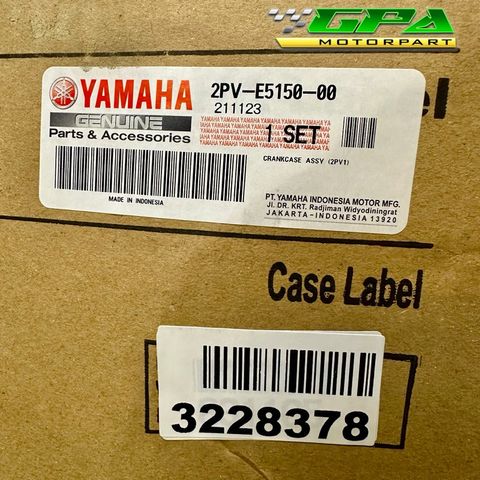 GPA
MOTORPART
YAMAHA
GENUINE
Parts & Accessories
2PV-E5150-00
211123
1 SET
CRANKCASE ASSY (2PV1)
MADE IN INDONESIA
PT. YAMAHA INDONESIA MOTOR MFG.
Jl. DR. KRT. Radjiman Widyodiningrat
JAKARTA-INDONESIA 13920
Case Label
3228378